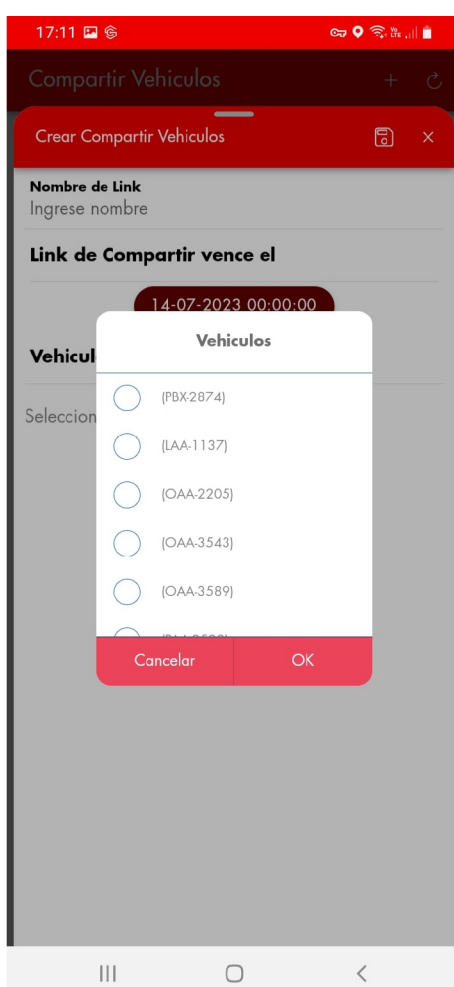 17:11
Compartir Vehiculos
Crear Compartir Vehiculos
Nombre de Link
Ingrese nombre
Link de Compartir vence el
14-07-2023 00:00:00
Vehiculos
Vehicul
Seleccion
(PBX-2874)
(LAA-1137)
(OAA-2205)
(OAA-3543)
(OAA-3589)
Cancelar
OK